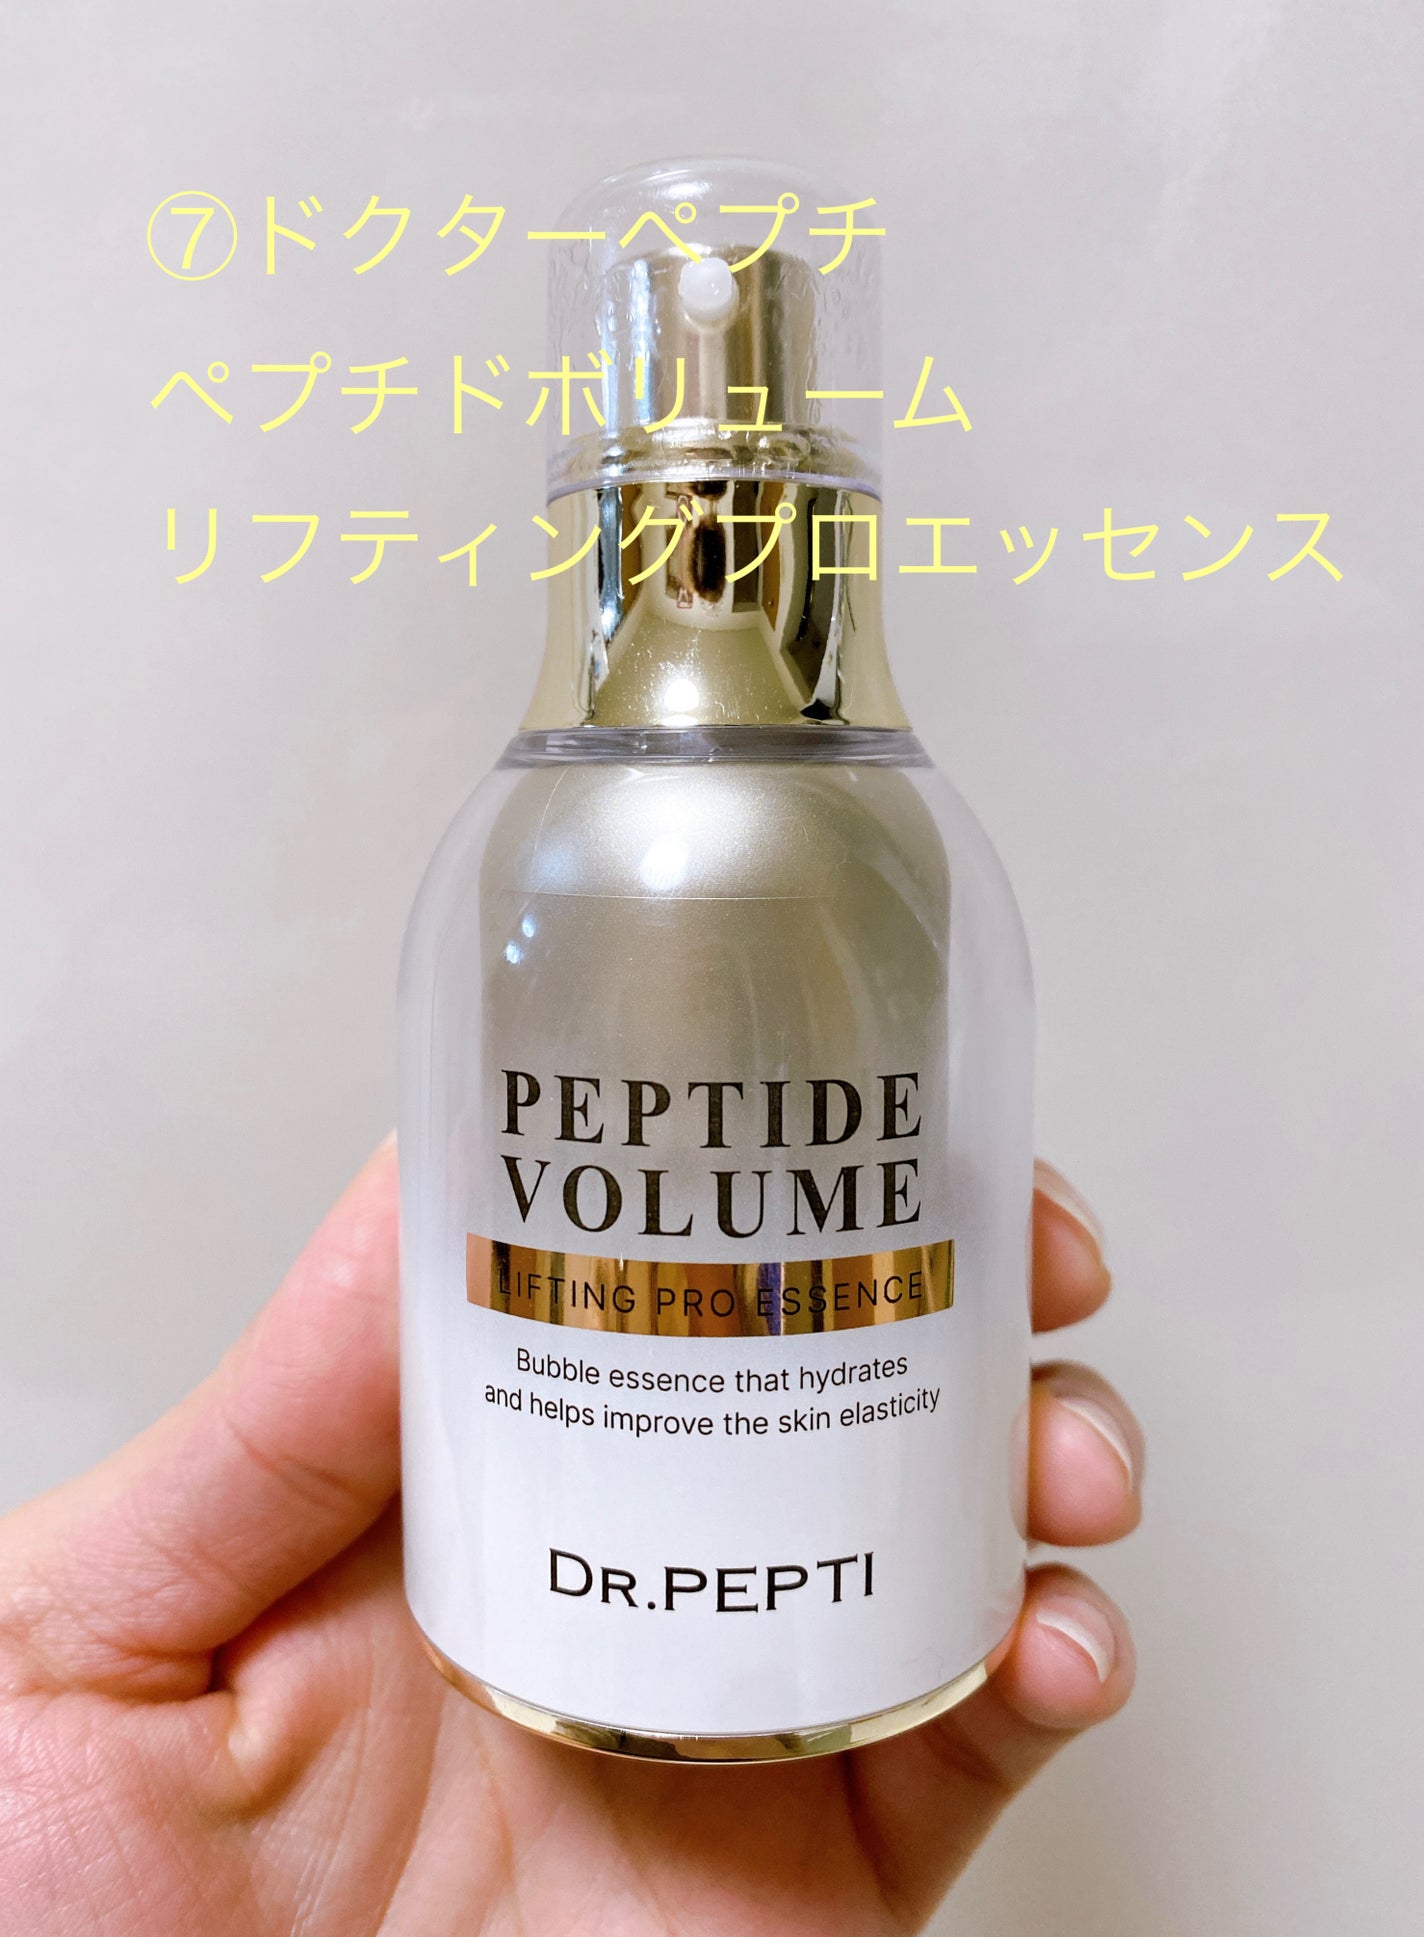 ⑦ドクターペプチ
ペプチドボリューム
リフティングプロエッセンス
PEPTIDE
VOLUME
LIFTING PRO ESSENCE
Bubble essence that hydrates
and helps improve the skin elasticity
DR.PEPTI